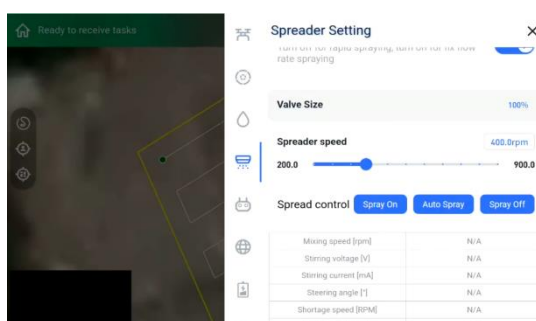 Ready to receive tasks
Spreader Setting
Turn off for rapid spraying, turn on for fix flow
rate spraying
Valve Size 100%
Spreader speed 400.0rpm
200.0 900.0
Spread control Spray On Auto Spray Spray Off
Mixing speed [rpm] N/A
Stirring voltage [V] N/A
Stirring current [mA] N/A
Steering angle [°] N/A
Shortage speed [RPM] N/A